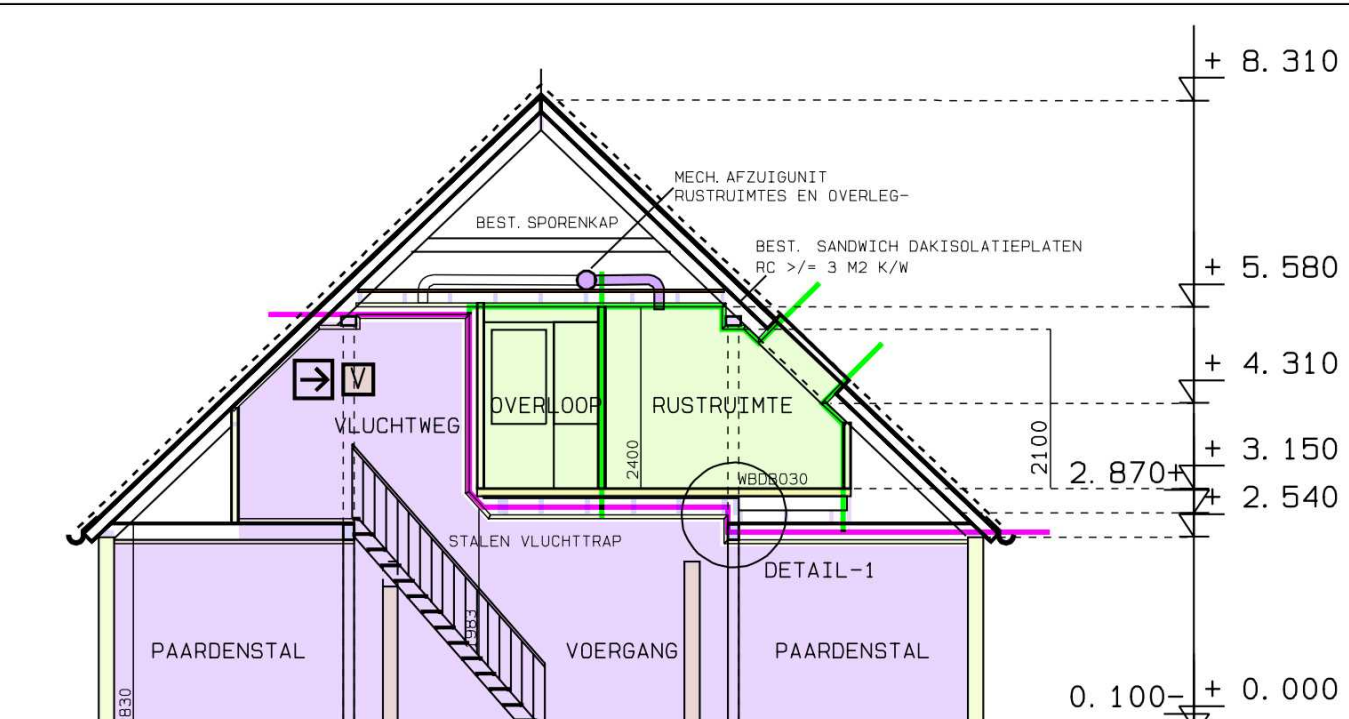 + 8. 310
MECH. AFZUIGUNIT
RUSTRUIMTES EN OVERLEG-
BEST. SPORENKAP
BEST. SANDWICH DAKISOLATIEPLATEN
RC >/= 3 M2 K/W
+ 5. 580
+ 4. 310
V
OVERLOOP
RUSTRUIMTE
VLUCHTWEG
2400
2100
+ 3. 150
2. 870+
WBDBO30
+ 2. 540
STALEN VLUCHTTRAP
DETAIL-1
983
PAARDENSTAL
VOERGANG
PAARDENSTAL
830
0. 100-
+ 0. 000